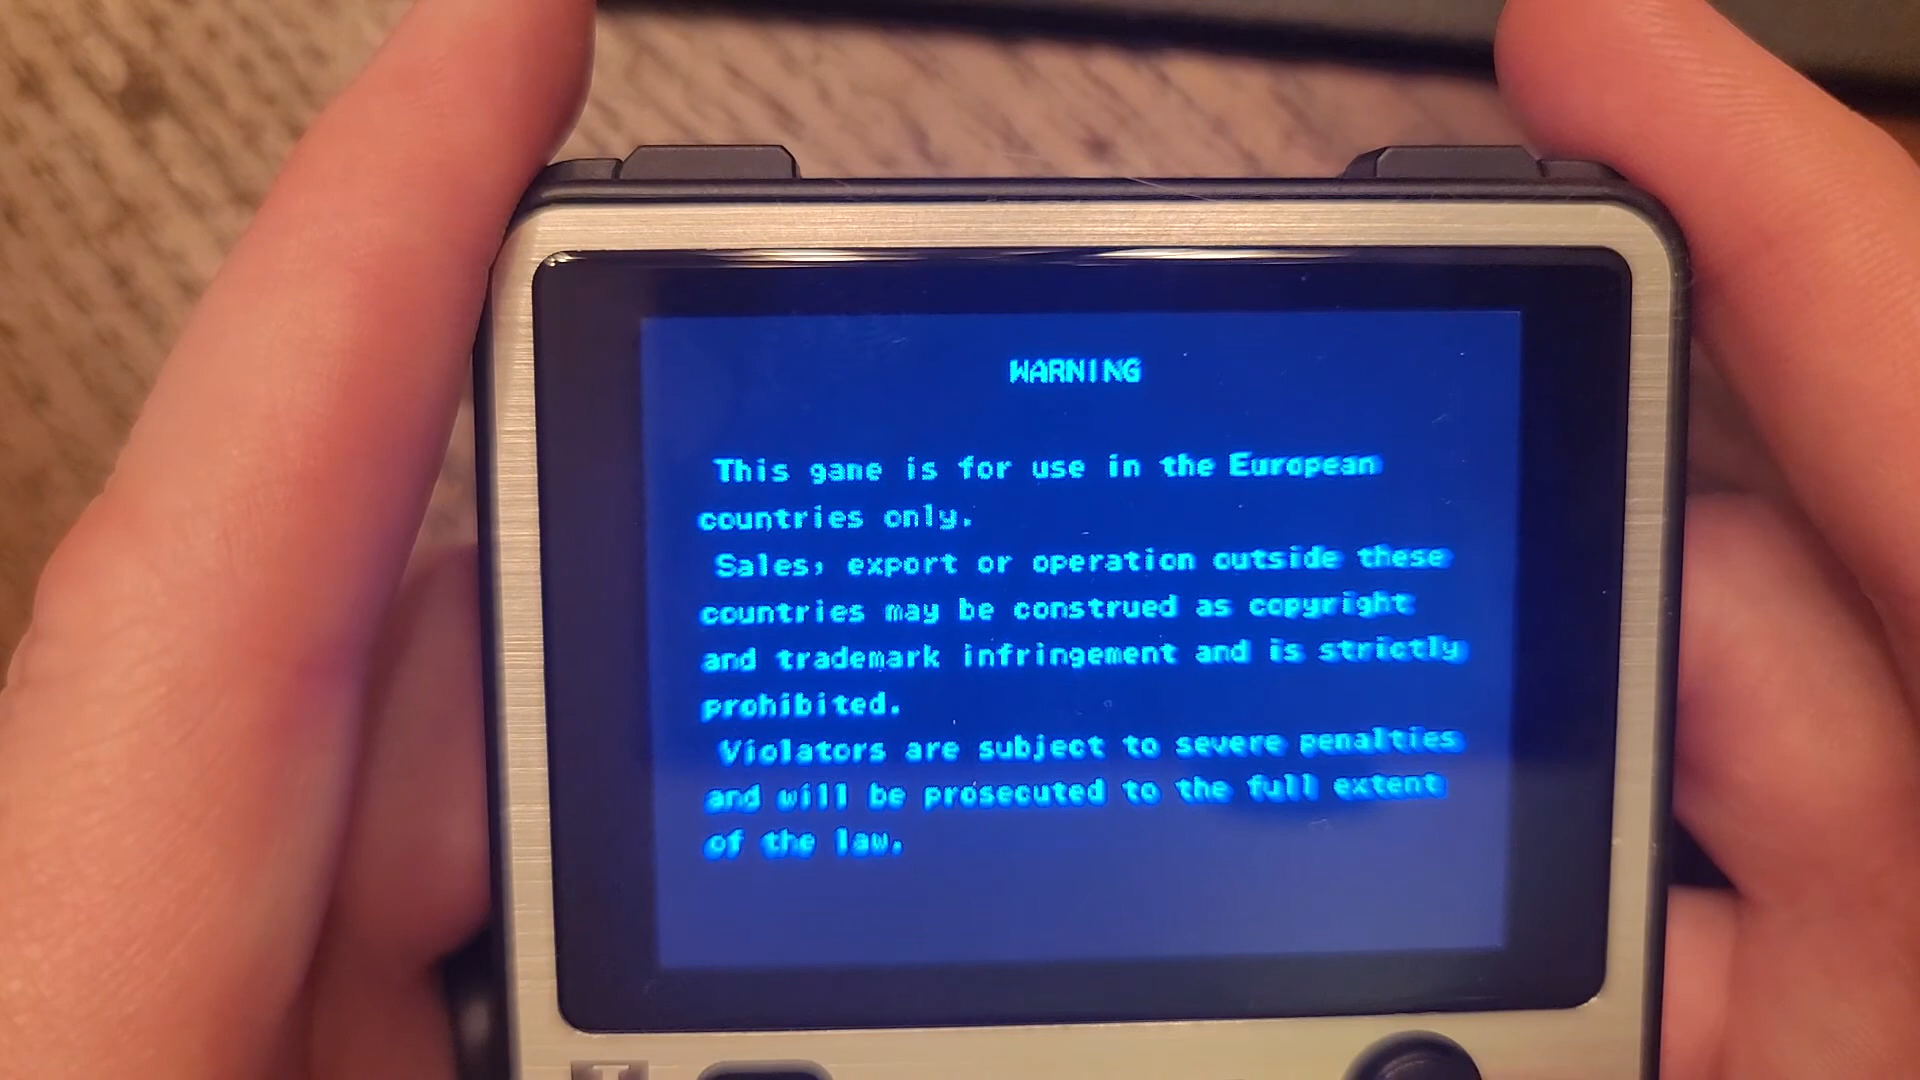 WARNING
This gane is for use in the European
countries only.
Sales, export or operation outside these
countries may be construed as copyright
and trademark infringement and is strictly
prohibited.
Violators are subject to severe penalties
and will be prosecuted to the full extent
of the law.